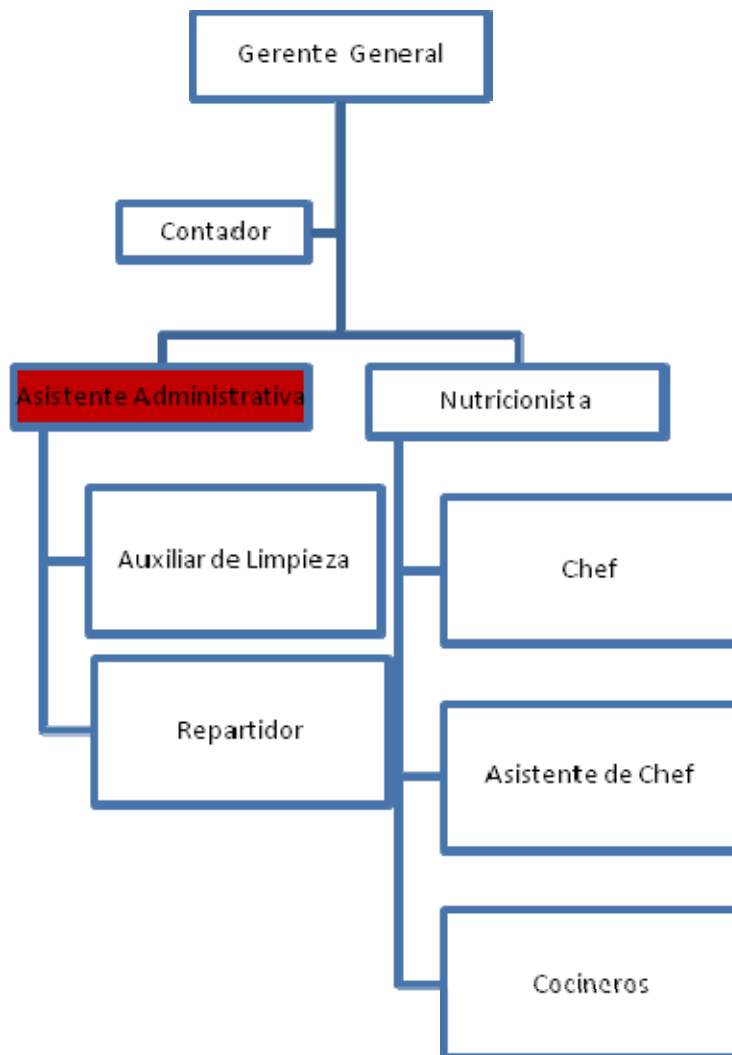 Gerente General
Contador
Asistente Administrativa
Nutricionista
Auxiliar de Limpieza
Repartidor
Chef
Asistente de Chef
Cocineros